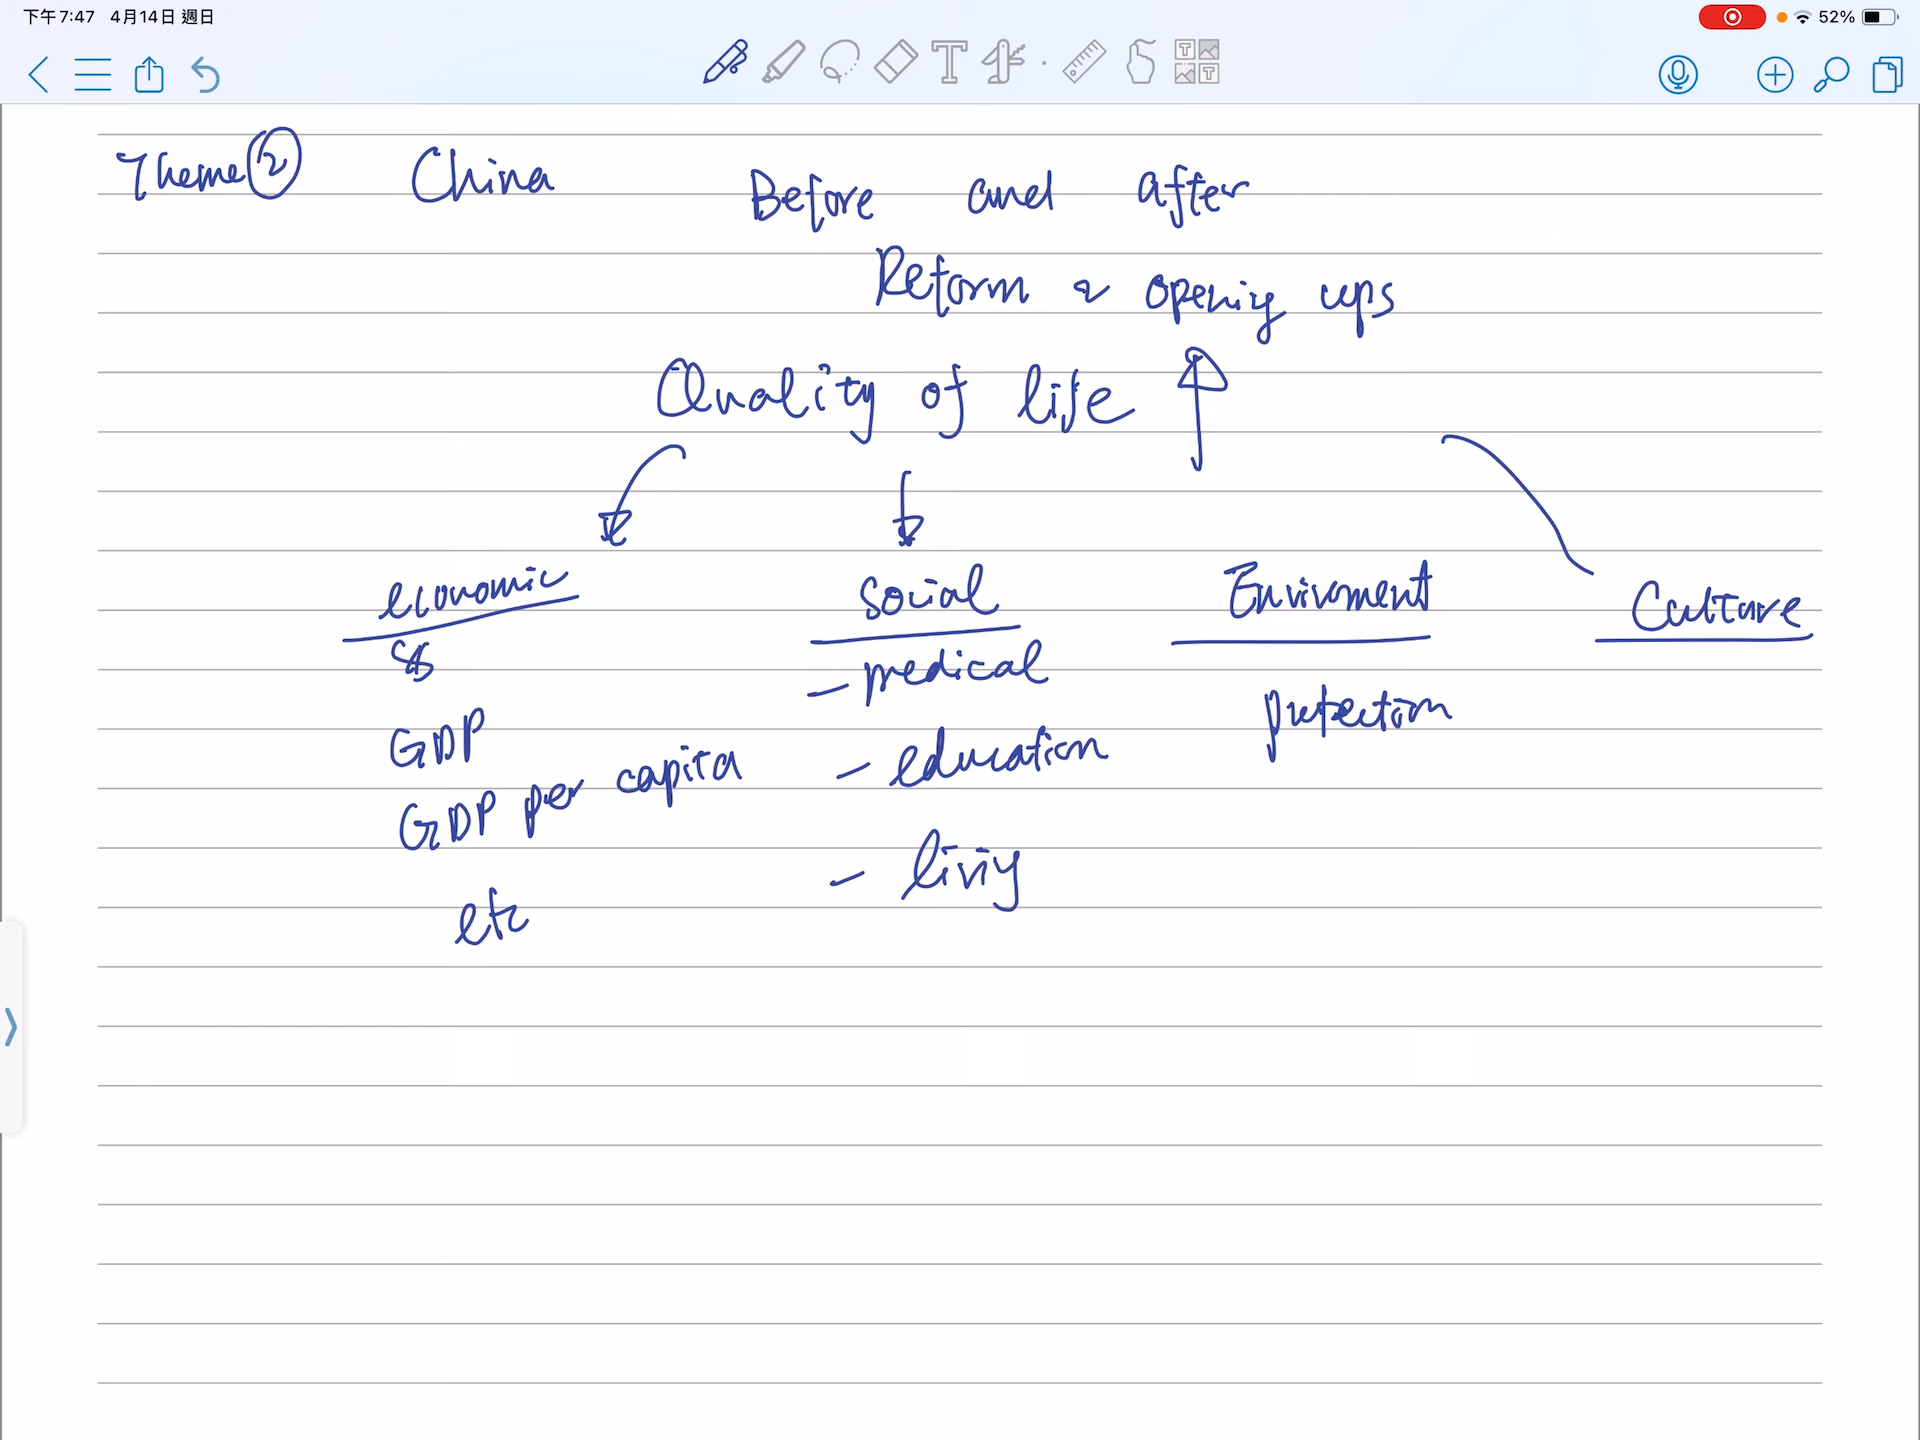 下午7:47 4月14日 週日
52%
Theme ② China Before and after
Reform & opening ups
Quality of life ↑
economic social Enviroment Culture
$ - medical protection
GDP - education
GDP per capita - living
etc